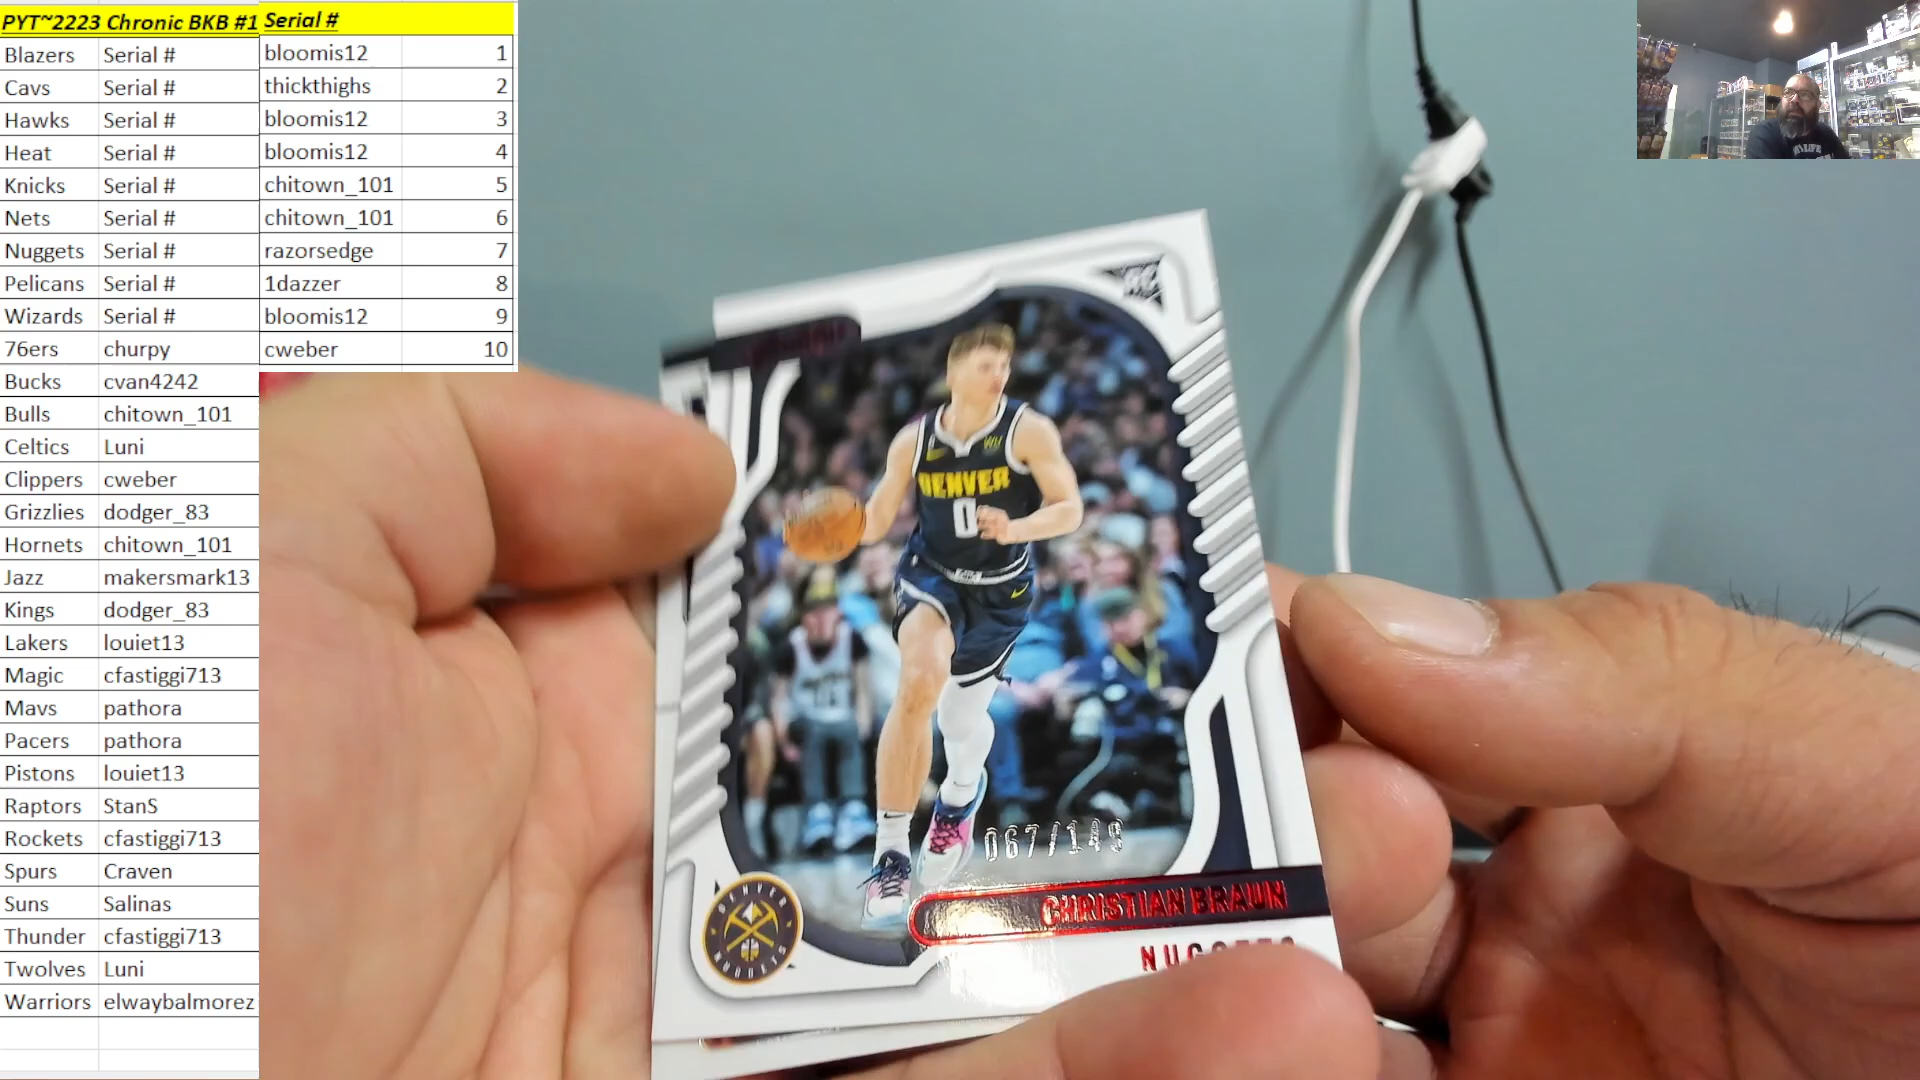 PYT~2223 Chronic BKB #1
Blazers Serial #
Cavs Serial #
Hawks Serial #
Heat Serial #
Knicks Serial #
Nets Serial #
Nuggets Serial #
Pelicans Serial #
Wizards Serial #
76ers churpy
Bucks cvan4242
Bulls chitown_101
Celtics Luni
Clippers cweber
Grizzlies dodger_83
Hornets chitown_101
Jazz makersmark13
Kings dodger_83
Lakers louiet13
Magic cfastiggi713
Mavs pathora
Pacers pathora
Pistons louiet13
Raptors StanS
Rockets cfastiggi713
Spurs Craven
Suns Salinas
Thunder cfastiggi713
Twolves Luni
Warriors elwaybalmorez
Serial #
bloomis12 1
thickthighs 2
bloomis12 3
bloomis12 4
chitown_101 5
chitown_101 6
razorsedge 7
1dazzer 8
bloomis12 9
cweber 10
RC
DENVER
0
067/149
CHRISTIAN BRAUN
DENVER
NUGGETS